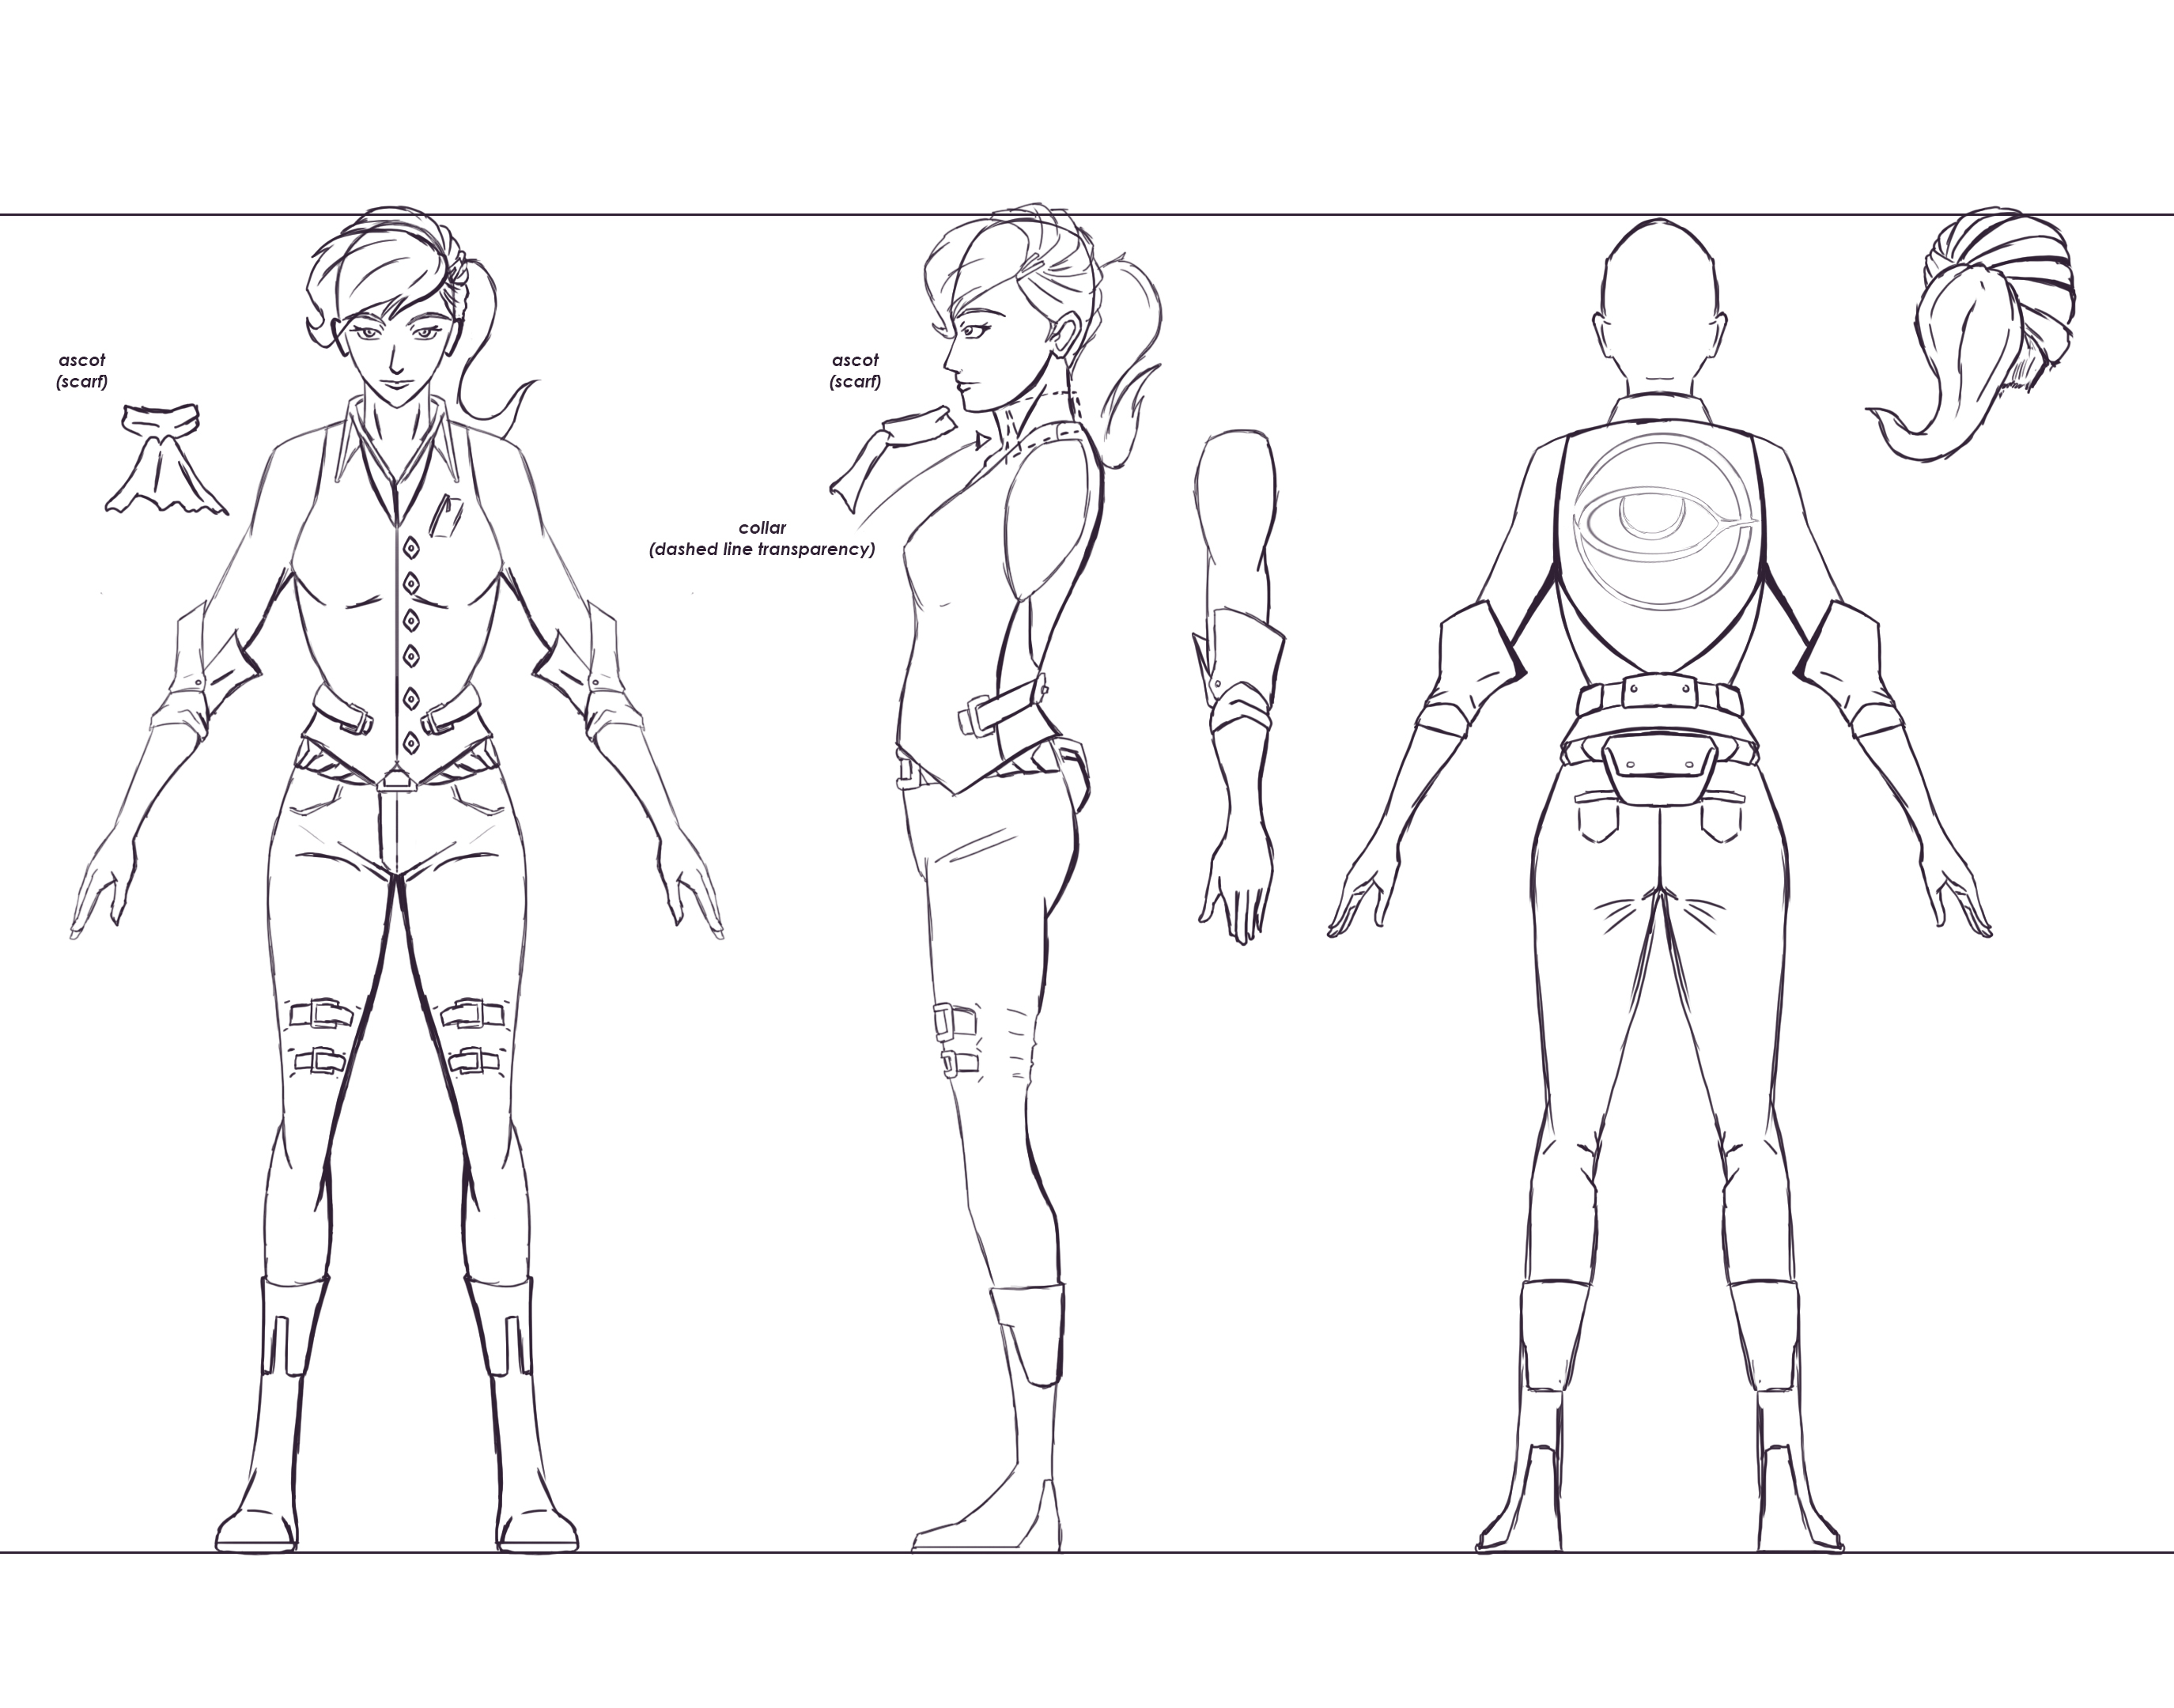 ascot
(scarf)
ascot
(scarf)
collar
(dashed line transparency)